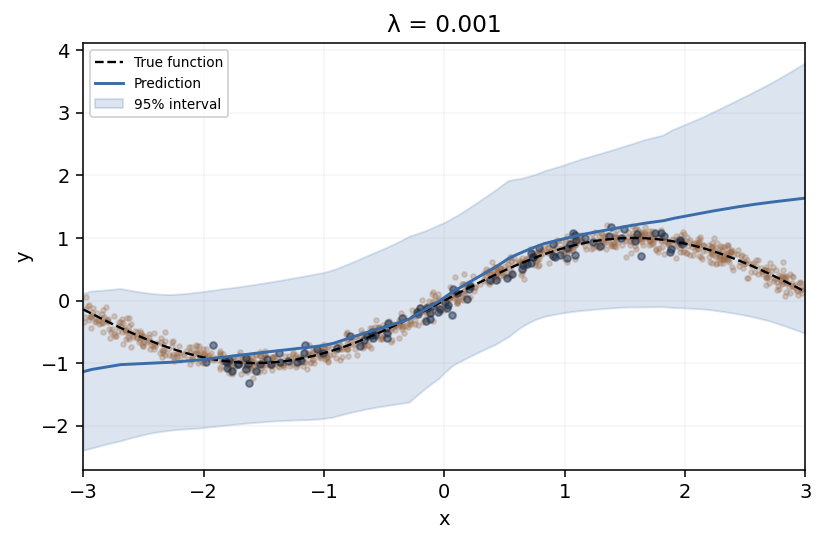 λ = 0.001
4
3
2
1
0
−1
−2
y
True function
Prediction
95% interval
−3 −2 −1 0 1 2 3
x